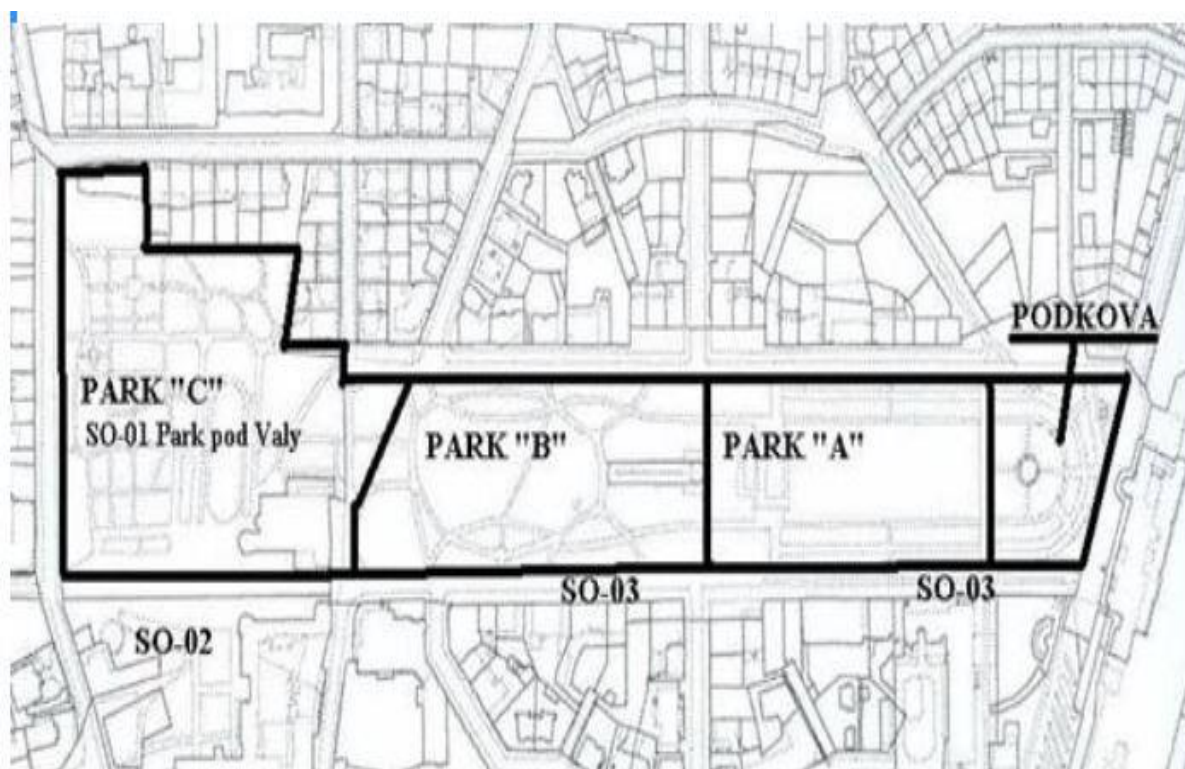 PODKOVA
PARK "C"
SO-01 Park pod Valy
PARK "B"
PARK "A"
SO-03
SO-03
SO-02